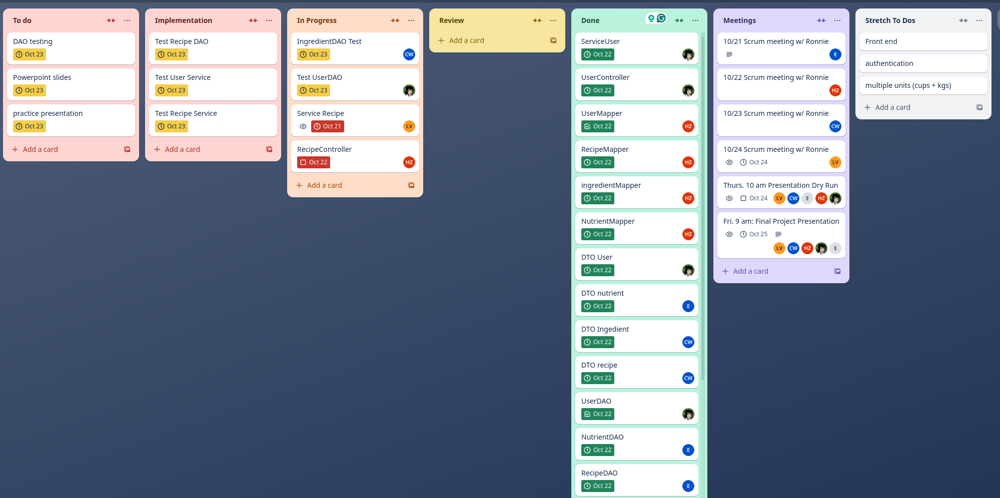 To do
DAO testing
Oct 23
Powerpoint slides
Oct 23
practice presentation
Oct 23
Add a card
Implementation
Test Recipe DAO
Oct 23
Test User Service
Oct 23
Test Recipe Service
Oct 23
Add a card
In Progress
IngredientDAO Test
Oct 23
CW
Test UserDAO
Oct 23
Service Recipe
Oct 21
LV
RecipeController
Oct 22
HZ
Add a card
Review
Add a card
Done
ServiceUser
Oct 22
UserController
Oct 22
UserMapper
Oct 22
HZ
RecipeMapper
Oct 22
HZ
ingredientMapper
Oct 22
HZ
NutrientMapper
Oct 22
HZ
DTO User
Oct 22
DTO nutrient
Oct 22
E
DTO Ingedient
Oct 22
CW
DTO recipe
Oct 22
CW
UserDAO
Oct 22
NutrientDAO
Oct 22
E
RecipeDAO
Oct 22
E
Meetings
10/21 Scrum meeting w/ Ronnie
E
10/22 Scrum meeting w/ Ronnie
HZ
10/23 Scrum meeting w/ Ronnie
CW
10/24 Scrum meeting w/ Ronnie
Oct 24
LV
Thurs. 10 am Presentation Dry Run
Oct 24
LV CW E HZ
Fri. 9 am: Final Project Presentation
Oct 25
LV CW HZ E
Add a card
Stretch To Dos
Front end
authentication
multiple units (cups + kgs)
Add a card